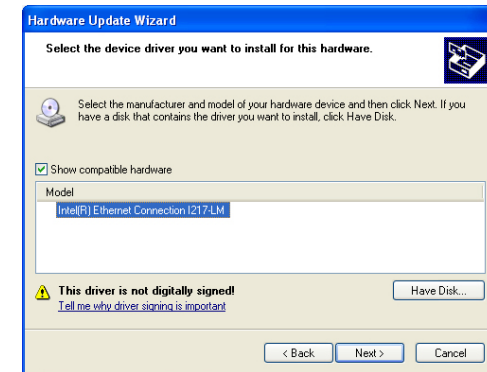 Hardware Update Wizard
Select the device driver you want to install for this hardware.
Select the manufacturer and model of your hardware device and then click Next. If you
have a disk that contains the driver you want to install, click Have Disk.
Show compatible hardware
Model
Intel(R) Ethernet Connection I217-LM
This driver is not digitally signed!
Have Disk...
Tell me why driver signing is important
< Back
Next >
Cancel